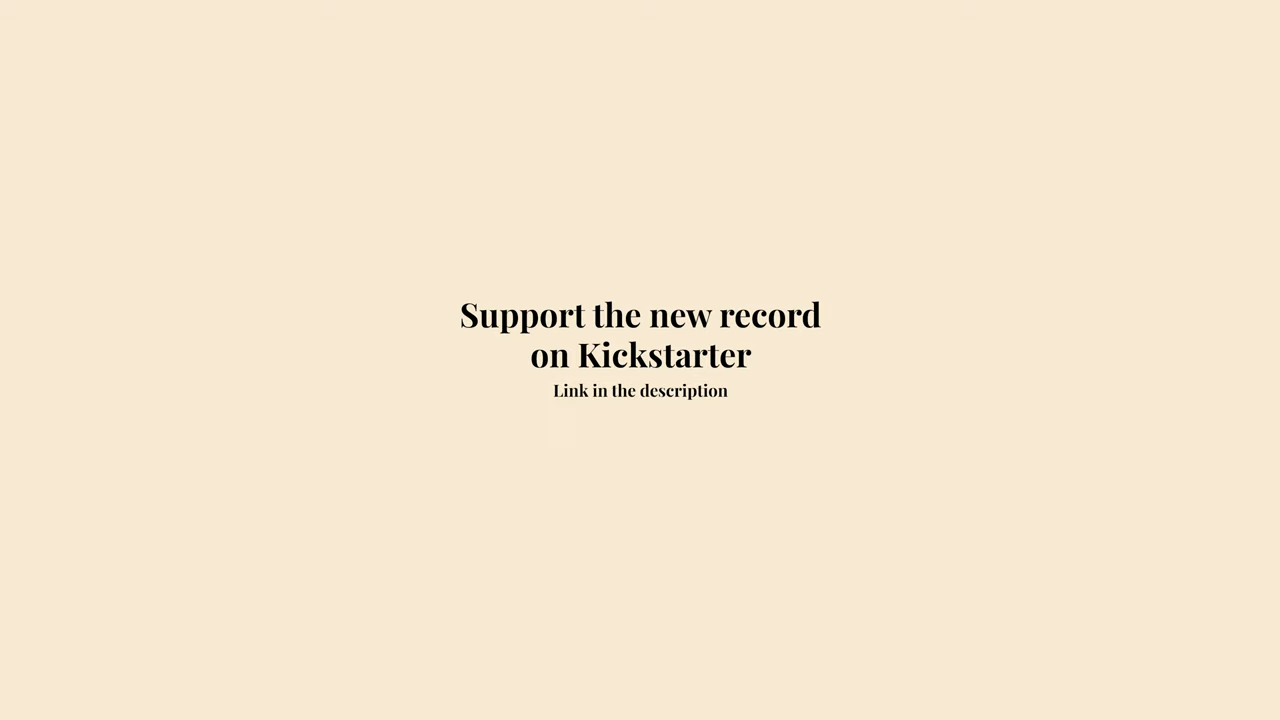 Support the new record
on Kickstarter
Link in the description